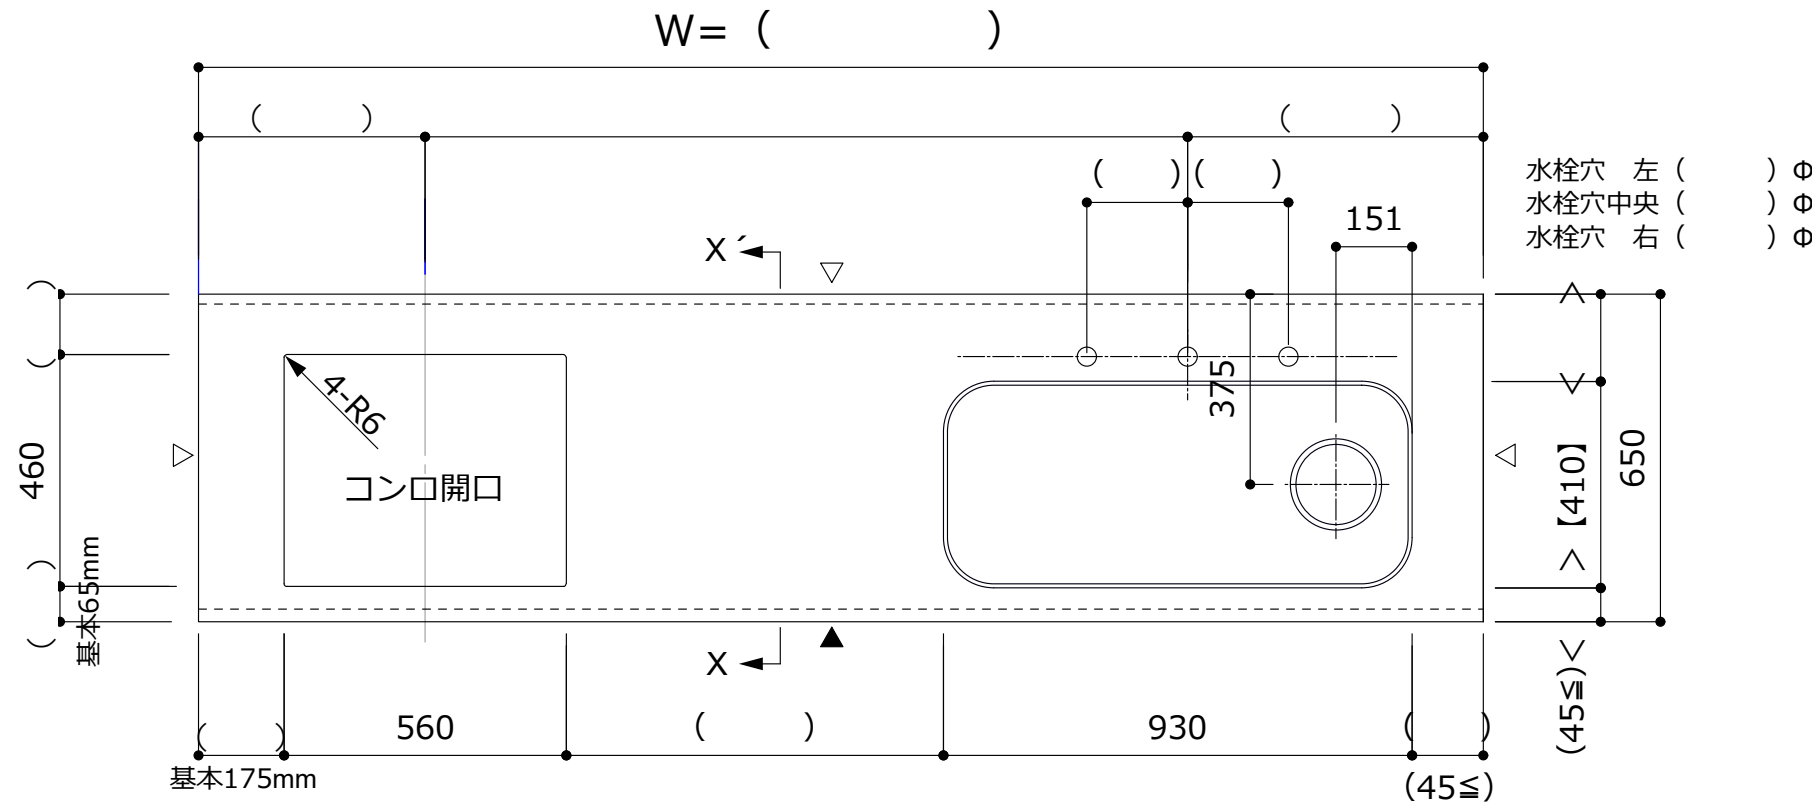 W= (　　　)
(　　　)
(　　　)
(　　　)
(　　　)
水栓穴　左 (　　　) Φ
水栓穴中央 (　　　) Φ
水栓穴　右 (　　　) Φ
151
X´
(　　　)
(　　　)
4-R6
375
コンロ開口
460
基本65mm
< >
【410】
< >
(45≦)
650
X
(　　　)
560
(　　　)
930
(　　　)
基本175mm
(45≦)